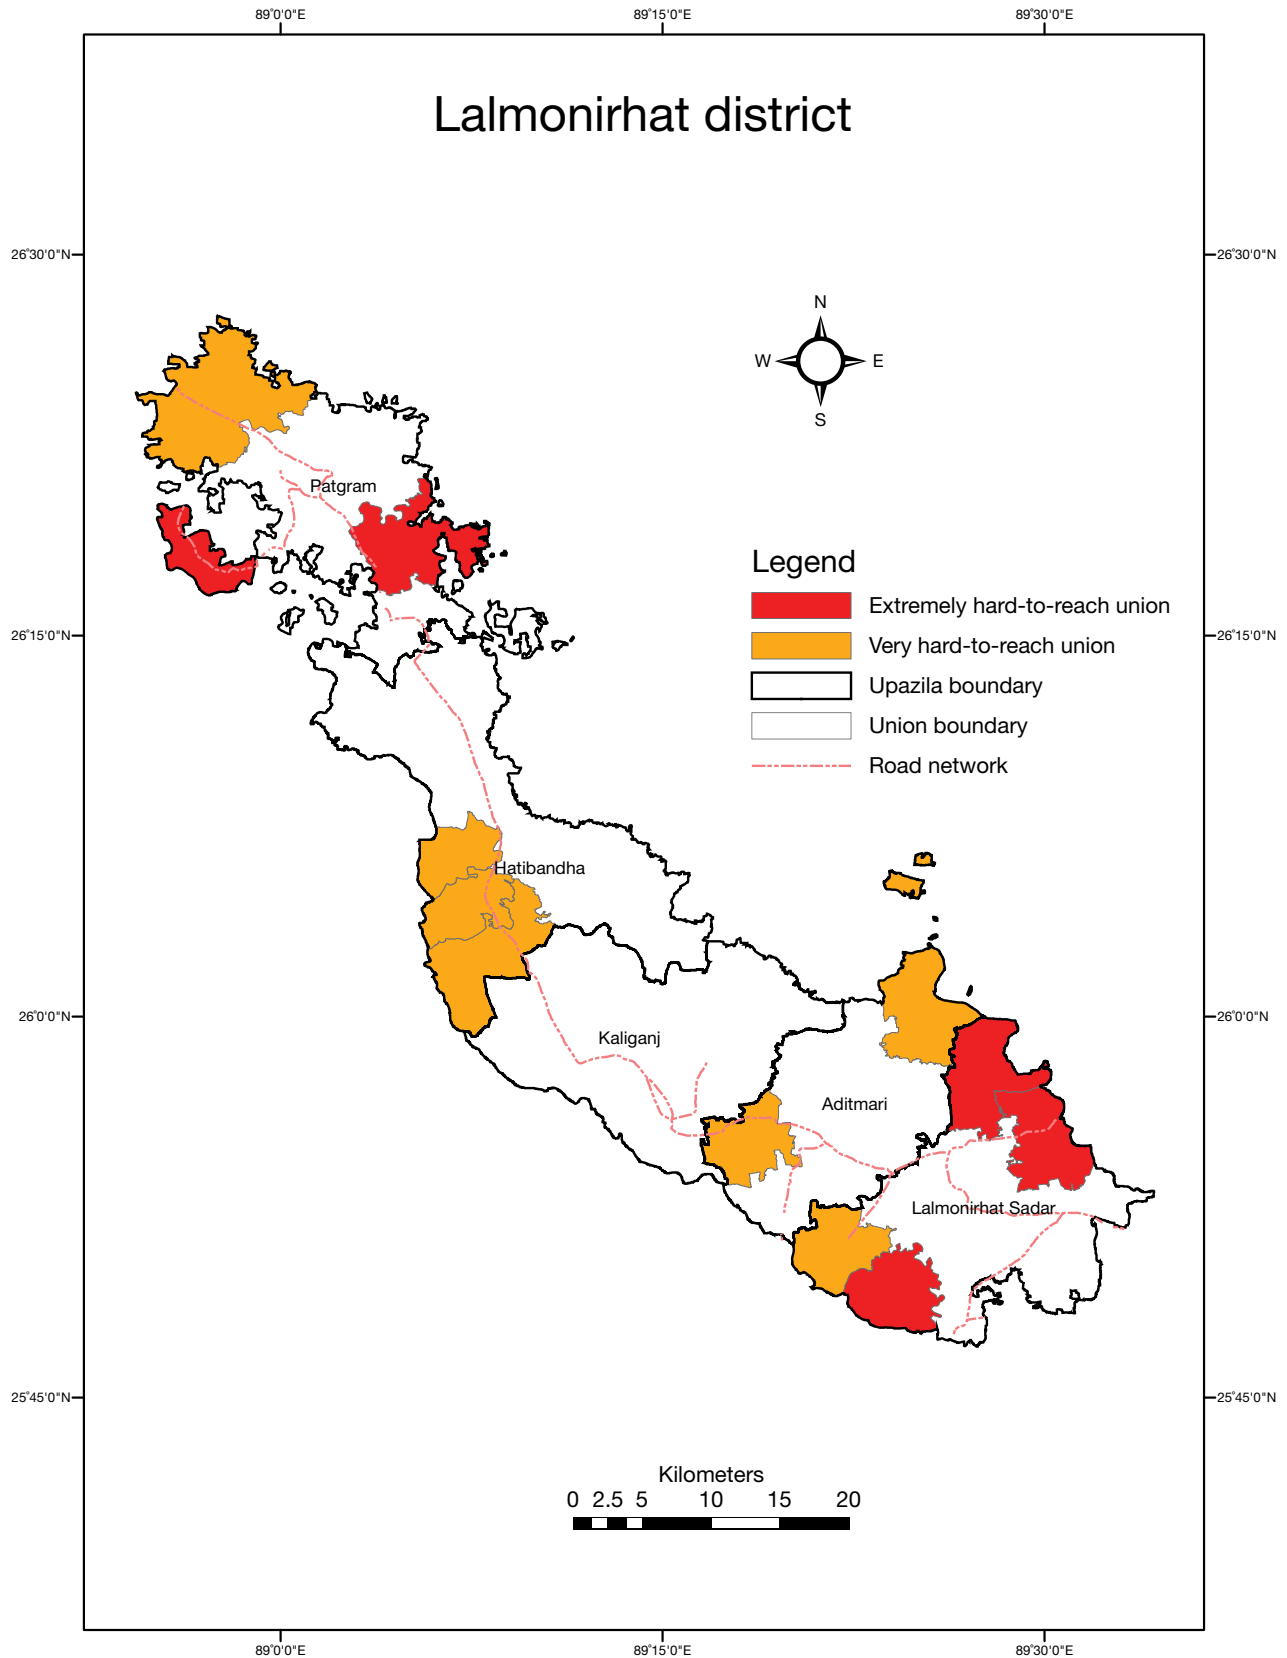 89°0'0"E 89°15'0"E 89°30'0"E
Lalmonirhat district
26°30'0"N 26°30'0"N
N
W E
S
Patgram
Legend
Extremely hard-to-reach union
26°15'0"N 26°15'0"N
Very hard-to-reach union
Upazila boundary
Union boundary
Road network
Hatibandha
26°0'0"N 26°0'0"N
Kaliganj
Aditmari
Lalmonirhat Sadar
25°45'0"N 25°45'0"N
Kilometers
0 2.5 5 10 15 20
89°0'0"E 89°15'0"E 89°30'0"E